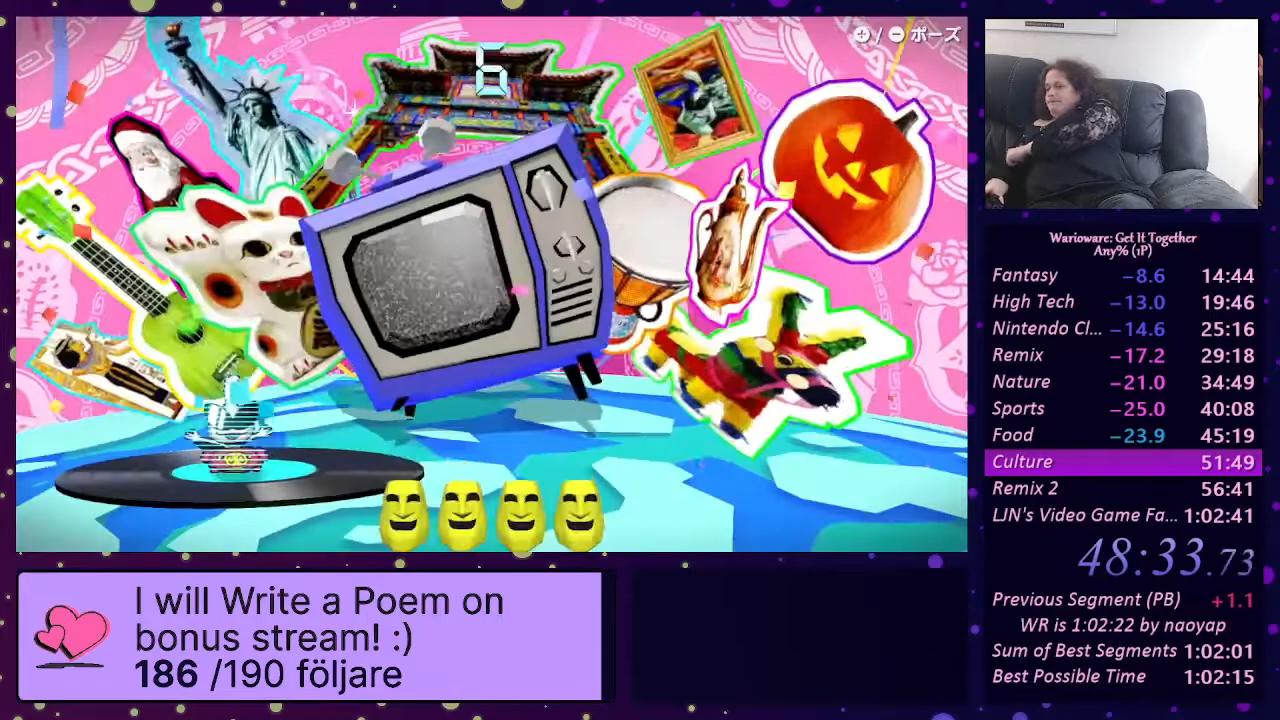 6
⊕/⊖ ポーズ
Warioware: Get It Together
Any% (1P)
Fantasy −8.6 14:44
High Tech −13.0 19:46
Nintendo Cl... −14.6 25:16
Remix −17.2 29:18
Nature −21.0 34:49
Sports −25.0 40:08
Food −23.9 45:19
Culture 51:49
Remix 2 56:41
LJN's Video Game Fa... 1:02:41
48:33.73
Previous Segment (PB) +1.1
WR is 1:02:22 by naoyap
Sum of Best Segments 1:02:01
Best Possible Time 1:02:15
I will Write a Poem on
bonus stream! :)
186 /190 följare